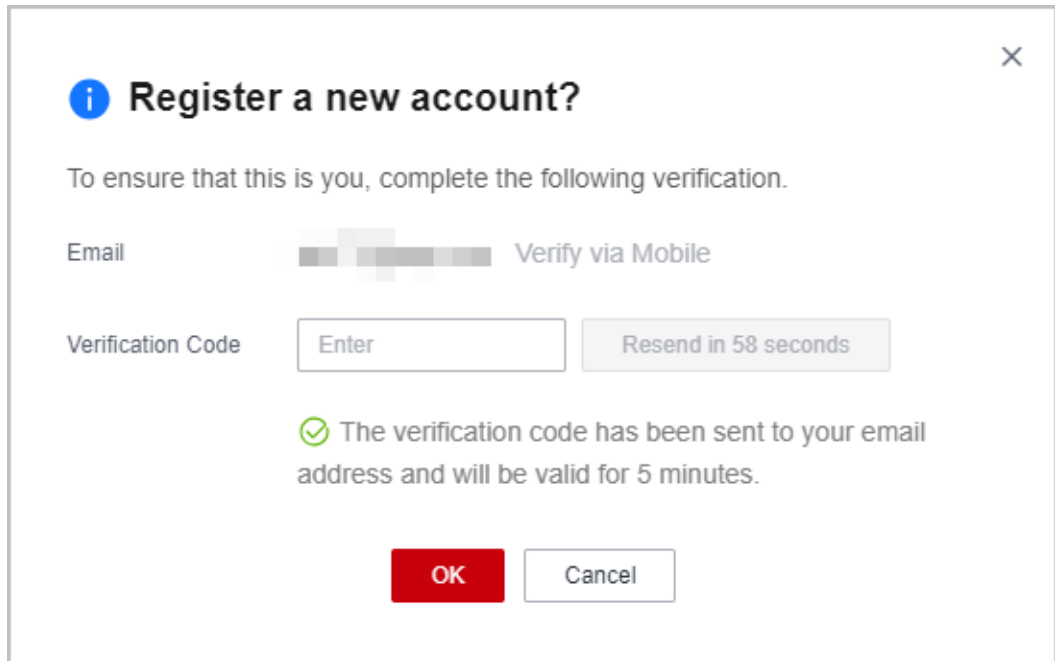 Register a new account?
To ensure that this is you, complete the following verification.
Email Verify via Mobile
Verification Code Enter Resend in 58 seconds
The verification code has been sent to your email
address and will be valid for 5 minutes.
OK Cancel